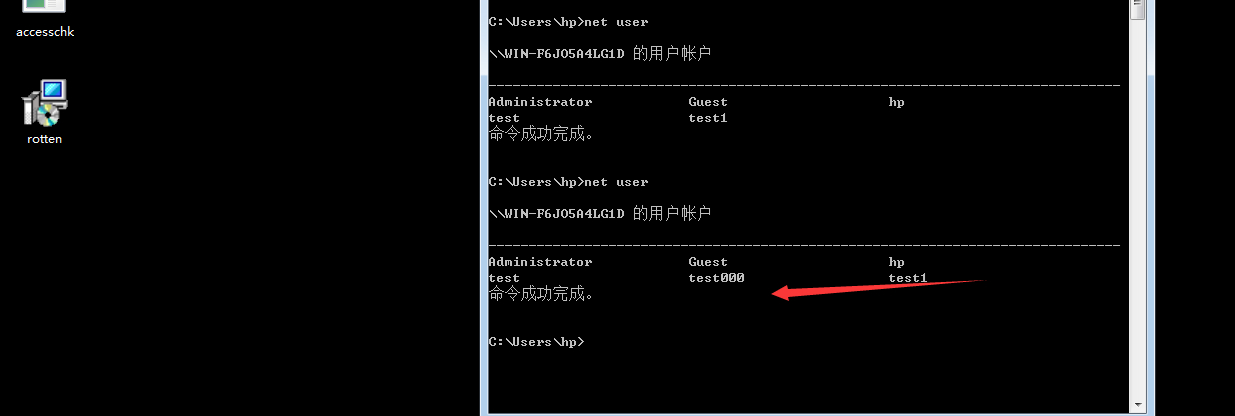 accesschk
rotten
C:\Users\hp>net user
\\WIN-F6JO5A4LG1D 的用户帐户
-------------------------------------------------------------------------------
Administrator Guest hp
test test1
命令成功完成。
C:\Users\hp>net user
\\WIN-F6JO5A4LG1D 的用户帐户
-------------------------------------------------------------------------------
Administrator Guest hp
test test000 test1
命令成功完成。
C:\Users\hp>